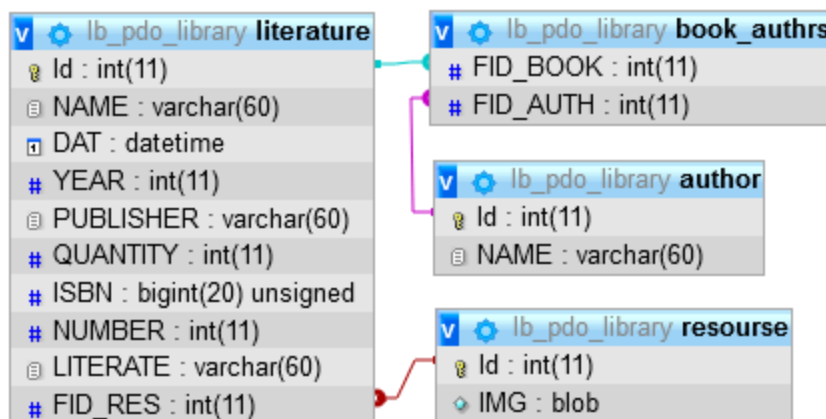 lb_pdo_library literature
Id : int(11)
NAME : varchar(60)
DAT : datetime
YEAR : int(11)
PUBLISHER : varchar(60)
QUANTITY : int(11)
ISBN : bigint(20) unsigned
NUMBER : int(11)
LITERATE : varchar(60)
FID_RES : int(11)
lb_pdo_library book_authrs
FID_BOOK : int(11)
FID_AUTH : int(11)
lb_pdo_library author
Id : int(11)
NAME : varchar(60)
lb_pdo_library resourse
Id : int(11)
IMG : blob